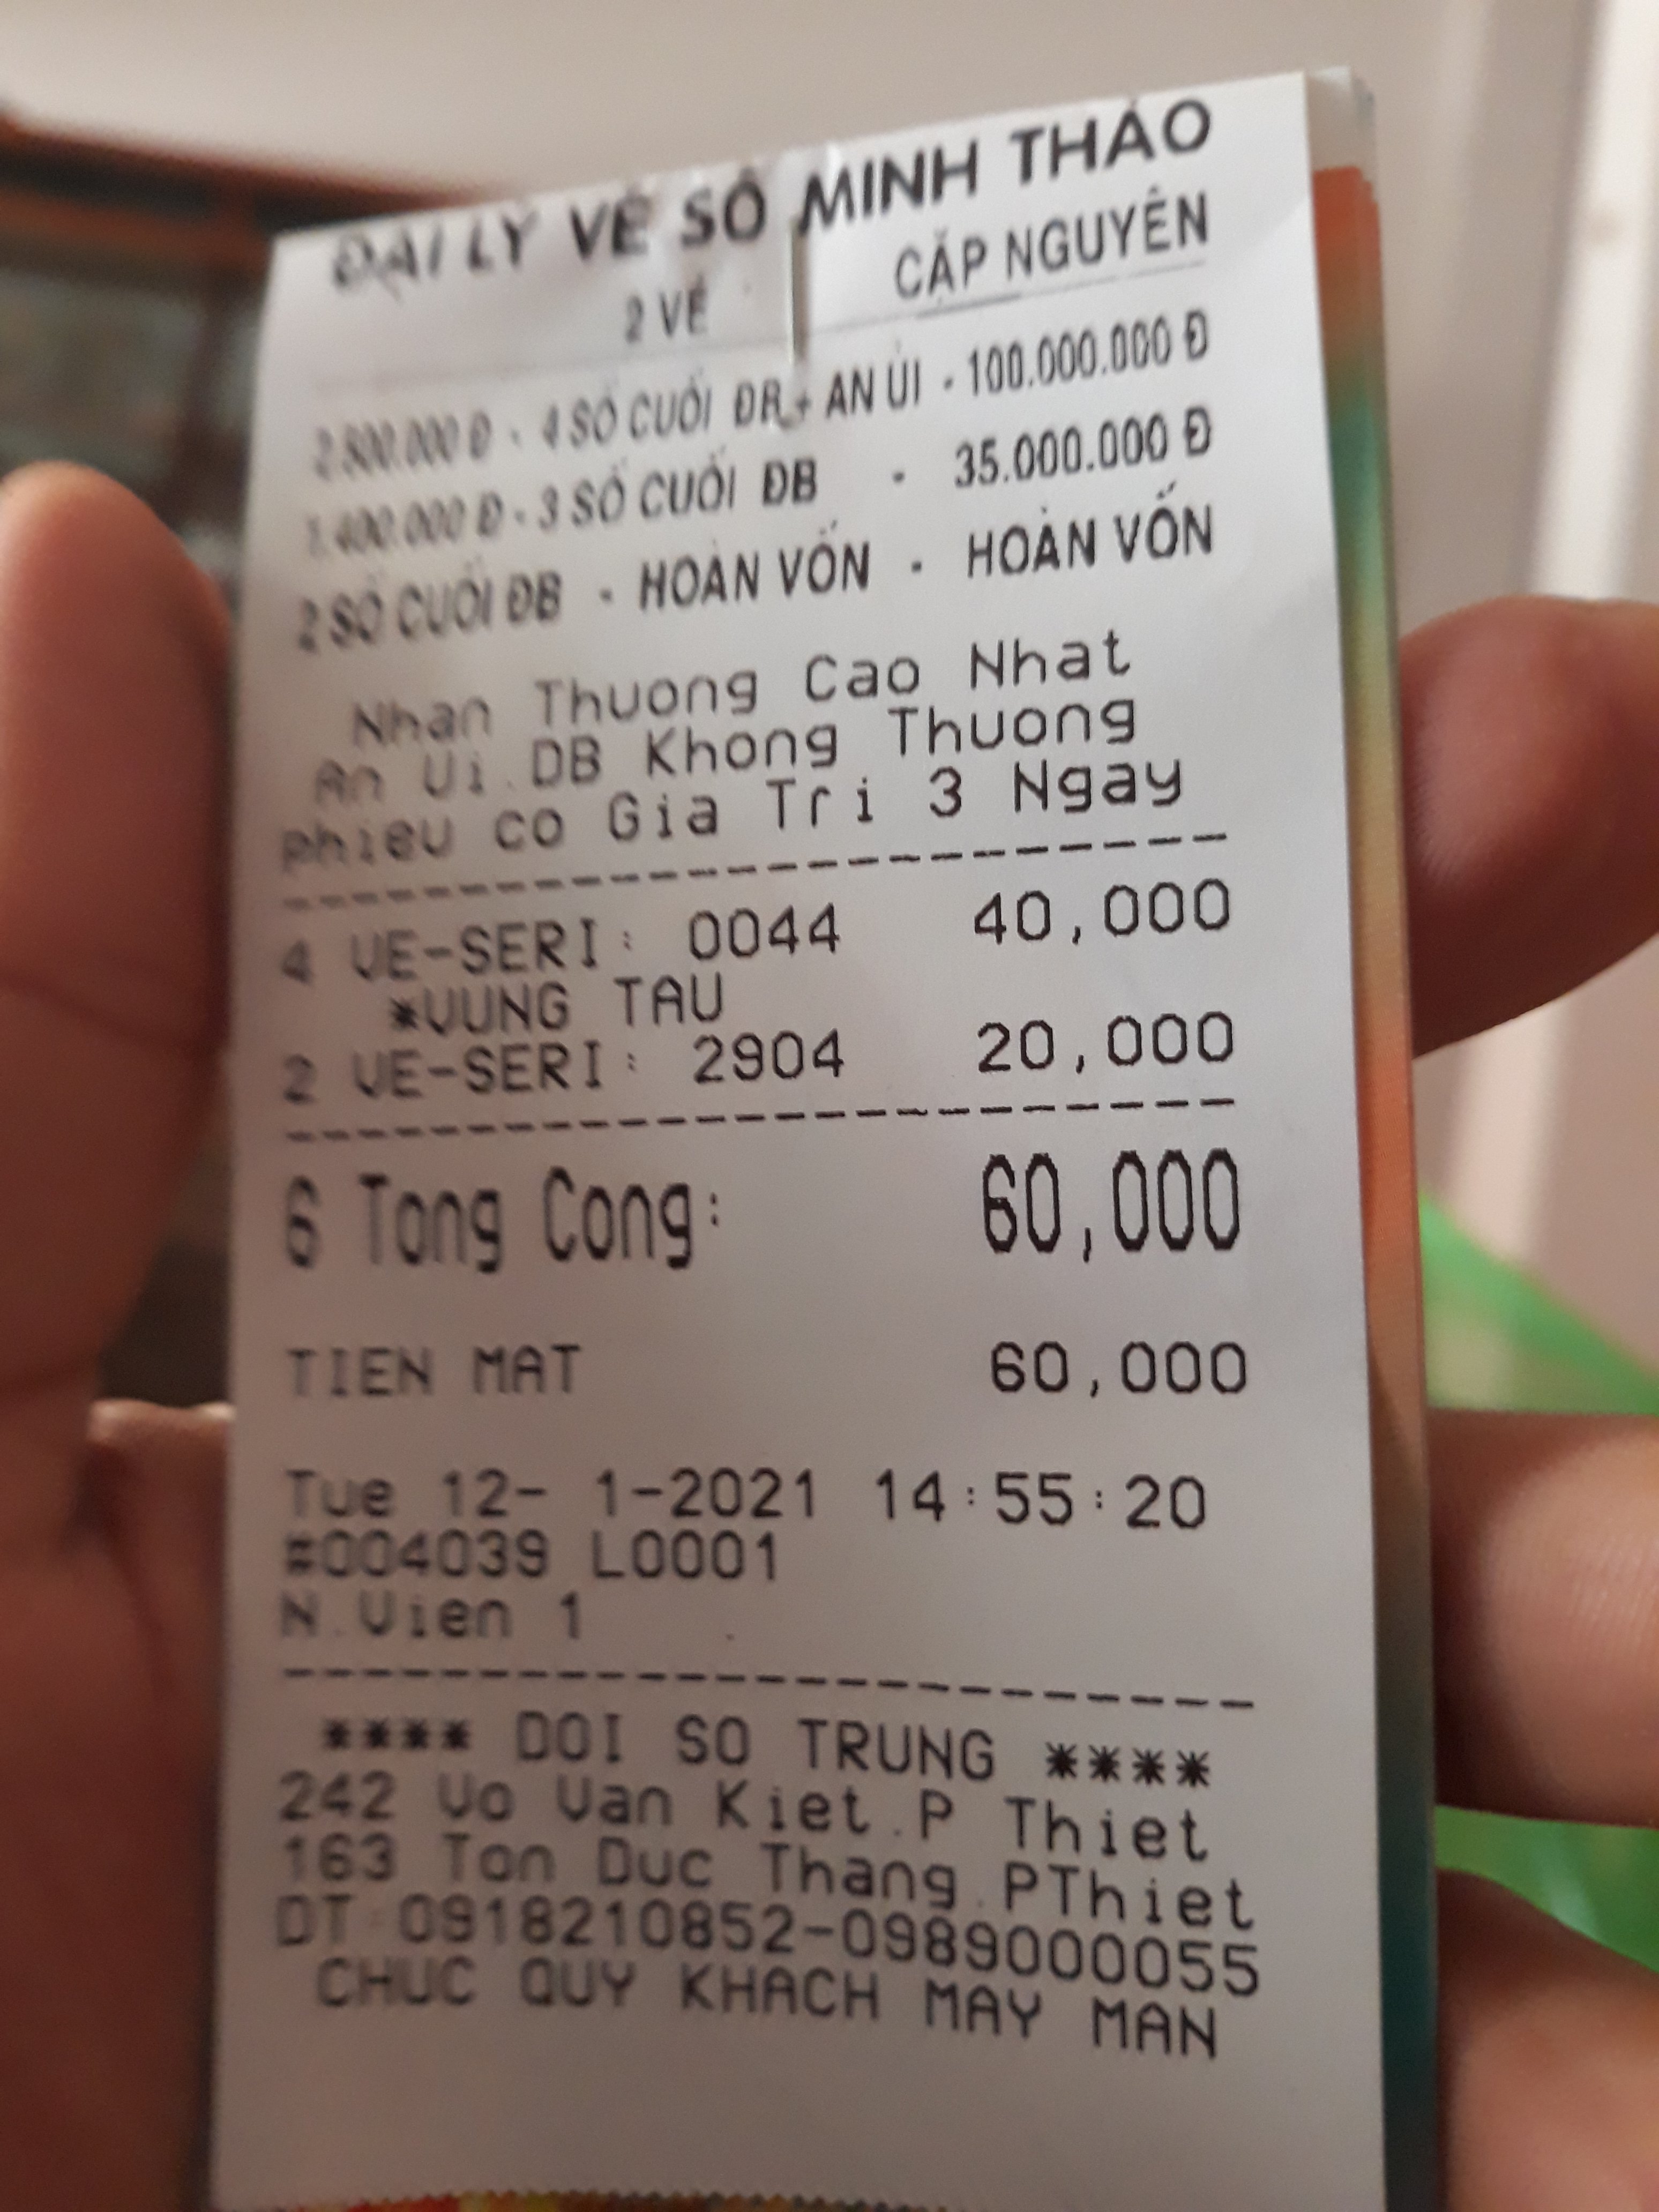 ĐẠI LÝ VÉ SỐ MINH THẢO
2 VÉ CẶP NGUYÊN
2.500.000 Đ - 4 SỐ CUỐI ĐB + AN ỦI - 100.000.000 Đ
1.400.000 Đ - 3 SỐ CUỐI ĐB - 35.000.000 Đ
2 SỐ CUỐI ĐB - HOÀN VỐN - HOÀN VỐN
Nhan Thuong Cao Nhat
An Ui.DB Khong Thuong
Phieu co Gia Tri 3 Ngay
4 VE-SERI: 0044 40,000
*VUNG TAU
2 VE-SERI: 2904 20,000
6 Tong Cong: 60,000
TIEN MAT 60,000
Tue 12- 1-2021 14:55:20
#004039 L0001
N.Vien 1
**** DOI SO TRUNG ****
242 Vo Van Kiet.P Thiet
163 Ton Duc Thang.PThiet
DT:0918210852-0989000055
CHUC QUY KHACH MAY MAN